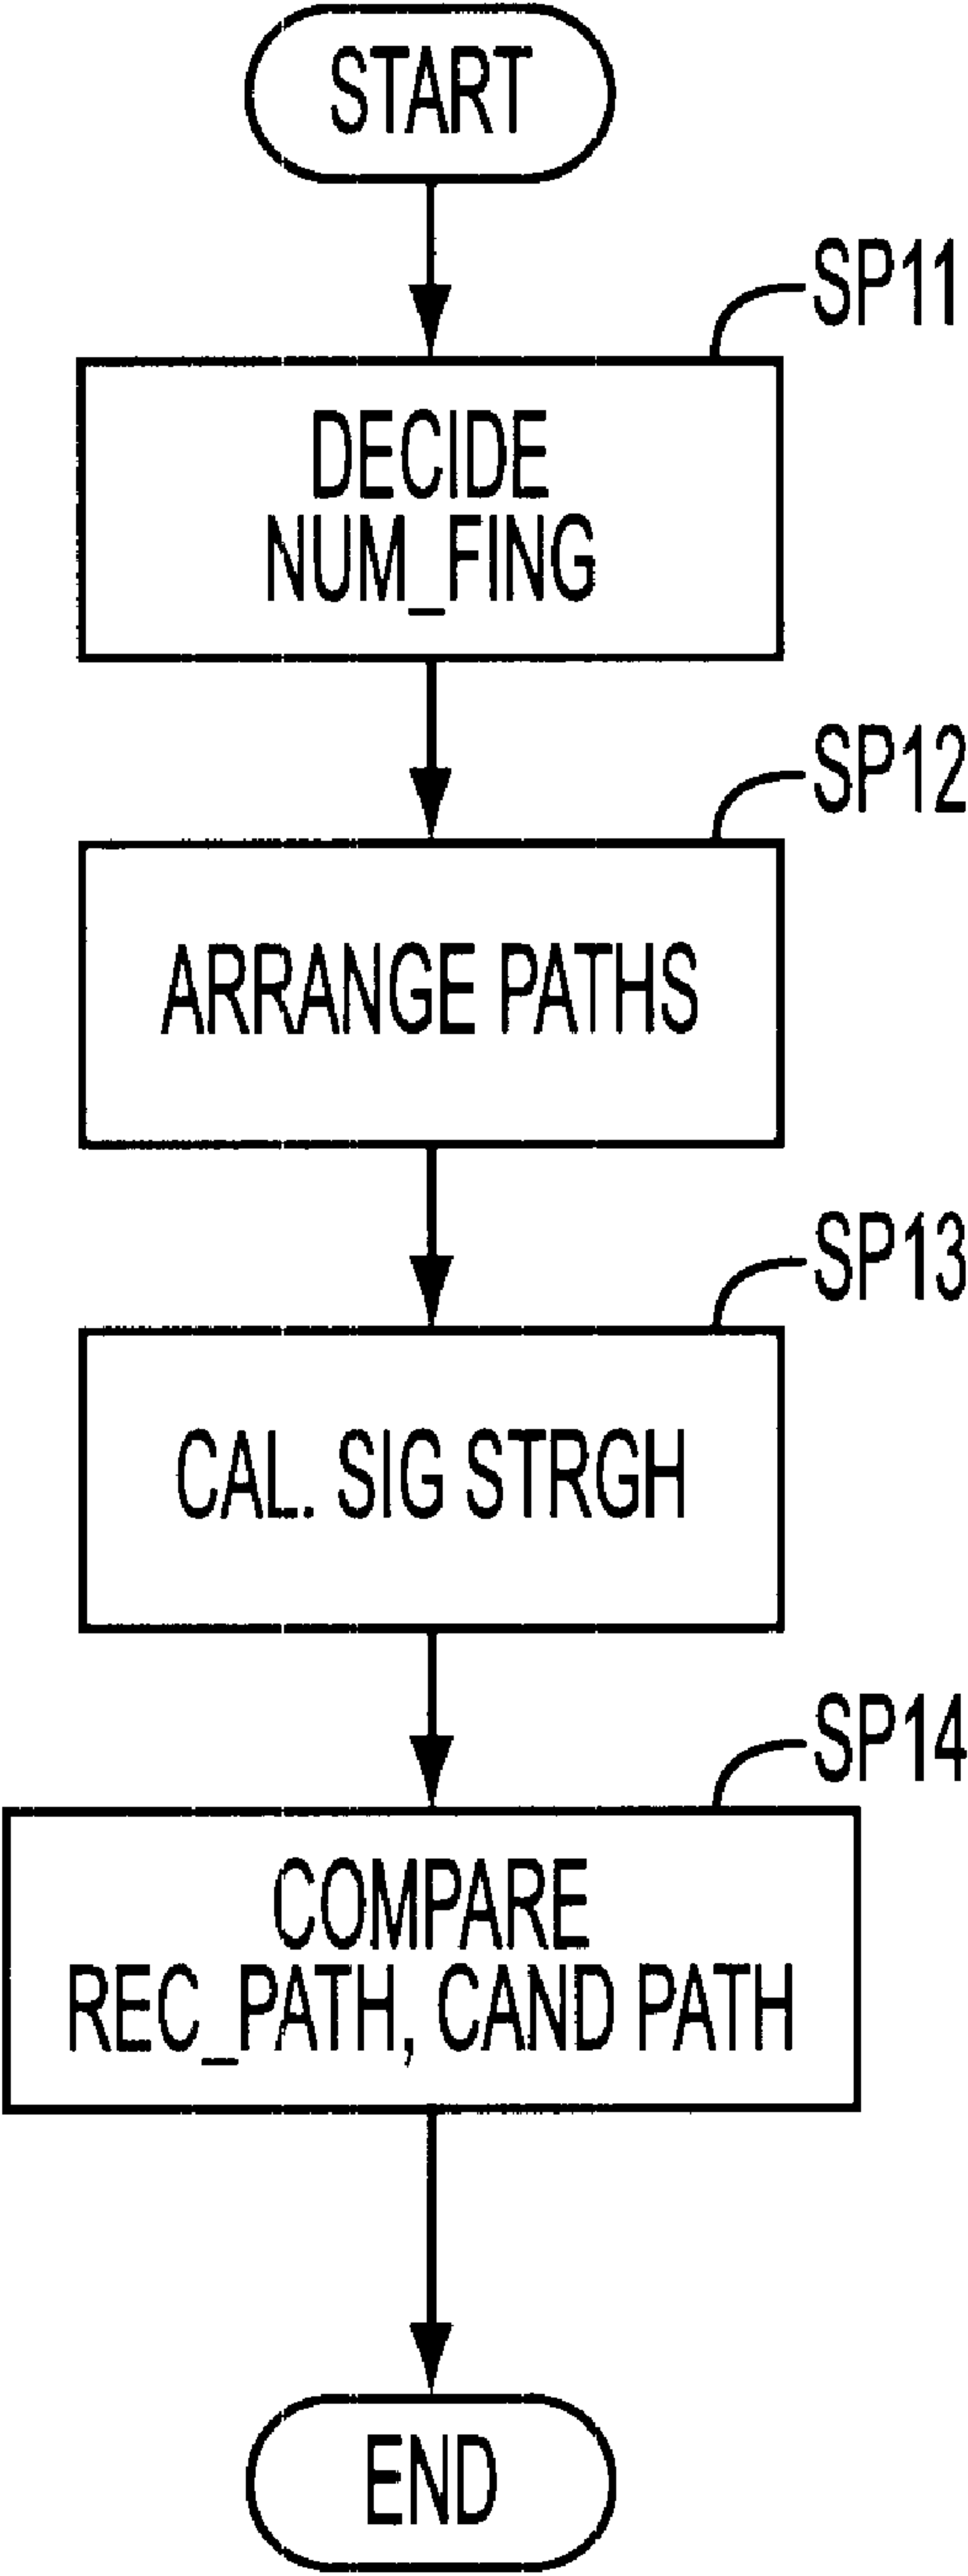 START
SP11
DECIDE
NUM_FING
SP12
ARRANGE PATHS
SP13
CAL. SIG STRGH
SP14
COMPARE
REC_PATH, CAND PATH
END